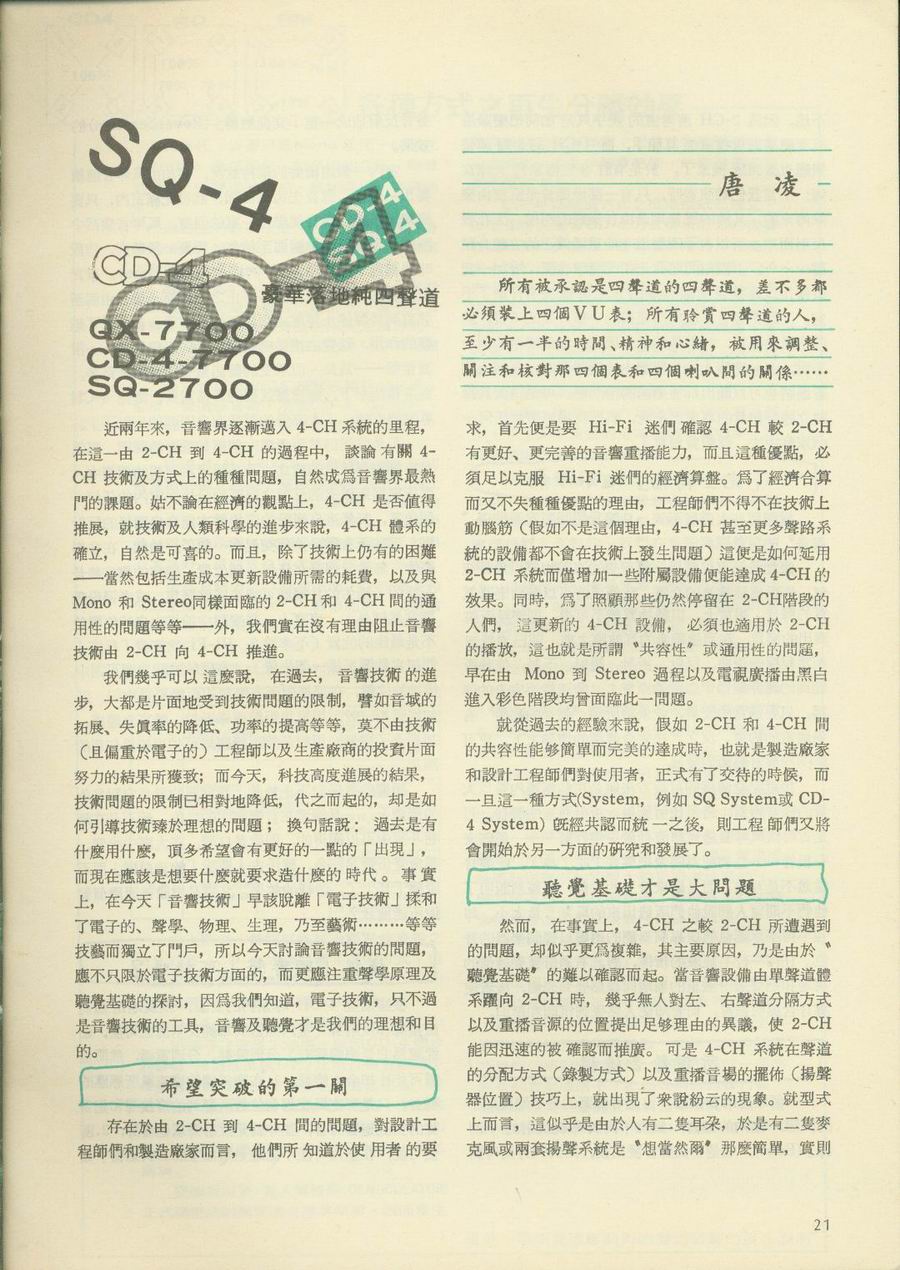 SQ-4
CD-4
CD-4
SQ-4
CD-4
豪華落地純四聲道
QX-7700
CD-4-7700
SQ-2700
唐 凌
所有被承認是四聲道的四聲道，差不多都
必須裝上四個VU表；所有聆賞四聲道的人，
至少有一半的時間、精神和心緒，被用來調整、
關注和核對那四個表和四個喇叭間的關係……
近兩年來，音響界逐漸邁入 4-CH 系統的里程，
在這一由 2-CH 到 4-CH 的過程中，談論有關 4-
CH 技術及方式上的種種問題，自然成爲音響界最熱
門的課題。姑不論在經濟的觀點上，4-CH 是否値得
推展，就技術及人類科學的進步來說，4-CH 體系的
確立，自然是可喜的。而且，除了技術上仍有的困難
——當然包括生產成本更新設備所需的耗費，以及與
Mono 和 Stereo同樣面臨的 2-CH 和 4-CH 間的通
用性的問題等等——外，我們實在沒有理由阻止音響
技術由 2-CH 向 4-CH 推進。
我們幾乎可以這麼說，在過去，音響技術的進
步，大都是片面地受到技術問題的限制，譬如音域的
拓展、失眞率的降低、功率的提高等等，莫不由技術
（且偏重於電子的）工程師以及生產廠商的投資片面
努力的結果所獲致；而今天，科技高度進展的結果，
技術問題的限制已相對地降低，代之而起的，却是如
何引導技術臻於理想的問題；換句話說：過去是有
什麼用什麼，頂多希望會有更好的一點的「出現」，
而現在應該是想要什麼就要求造什麼的時代。事實
上，在今天「音響技術」早該脫離「電子技術」揉和
了電子的、聲學、物理、生理，乃至藝術………等等
技藝而獨立了門戶，所以今天討論音響技術的問題，
應不只限於電子技術方面的，而更應注重聲學原理及
聽覺基礎的探討，因爲我們知道，電子技術，只不過
是音響技術的工具，音響及聽覺才是我們的理想和目
的。
希望突破的第一關
存在於由 2-CH 到 4-CH 間的問題，對設計工
程師們和製造廠家而言，他們所知道於使用者的要
求，首先便是要 Hi-Fi 迷們確認 4-CH 較 2-CH
有更好、更完善的音響重播能力，而且這種優點，必
須足以克服 Hi-Fi 迷們的經濟算盤。爲了經濟合算
而又不失種種優點的理由，工程師們不得不在技術上
動腦筋（假如不是這個理由，4-CH 甚至更多聲路系
統的設備都不會在技術上發生問題）這便是如何延用
2-CH 系統而僅增加一些附屬設備便能達成 4-CH 的
效果。同時，爲了照顧那些仍然停留在 2-CH階段的
人們，這更新的 4-CH 設備，必須也適用於 2-CH
的播放，這也就是所謂〝共容性〞或通用性的問題，
早在由 Mono 到 Stereo 過程以及電視廣播由黑白
進入彩色階段均曾面臨此一問題。
就從過去的經驗來說，假如 2-CH 和 4-CH 間
的共容性能够簡單而完美的達成時，也就是製造廠家
和設計工程師們對使用者，正式有了交待的時候，而
一旦這一種方式(System，例如 SQ System或 CD-
4 System) 旣經共認而統一之後，則工程師們又將
會開始於另一方面的研究和發展了。
聽覺基礎才是大問題
然而，在事實上，4-CH 之較 2-CH 所遭遇到
的問題，却似乎更爲複雜，其主要原因，乃是由於〝
聽覺基礎〞的難以確認而起。當音響設備由單聲道體
系躍向 2-CH 時，幾乎無人對左、右聲道分隔方式
以及重播音源的位置提出足够理由的異議，使 2-CH
能因迅速的被確認而推廣。可是 4-CH 系統在聲道
的分配方式（錄製方式）以及重播音場的擺佈（揚聲
器位置）技巧上，就出現了衆說紛云的現象。就型式
上而言，這似乎是由於人有二隻耳朶，於是有二隻麥
克風或兩套揚聲系統是〝想當然爾〞那麼簡單，實則
21